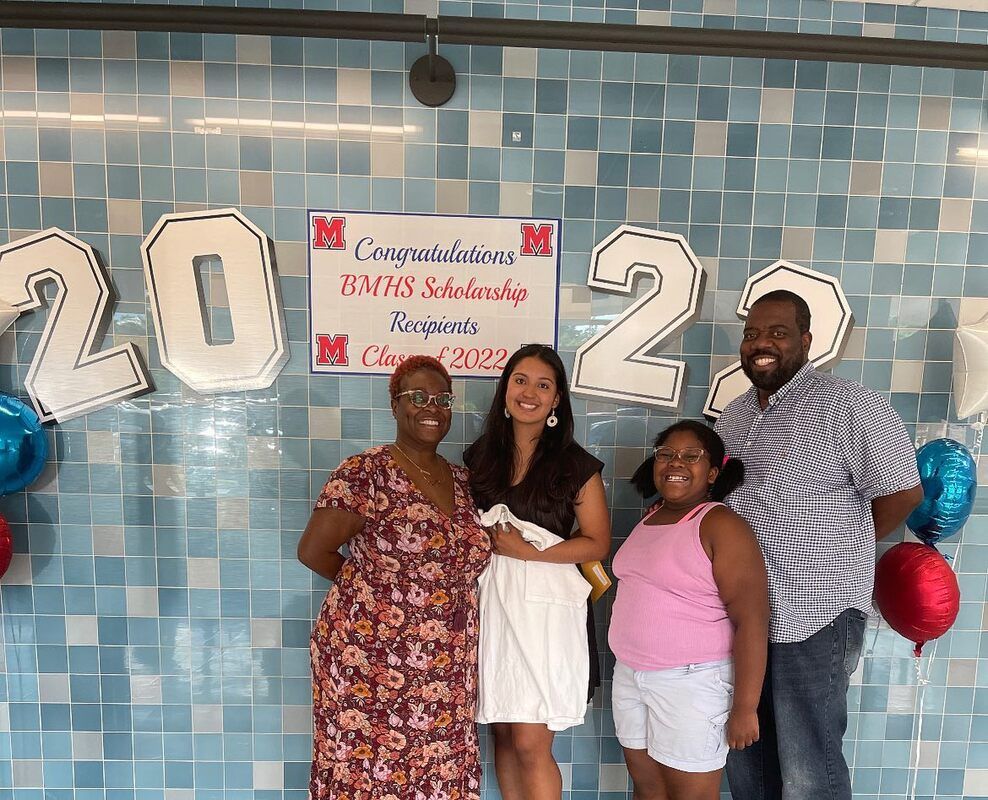 2022
M M
Congratulations
BMHS Scholarship
Recipients
M
Class of 2022